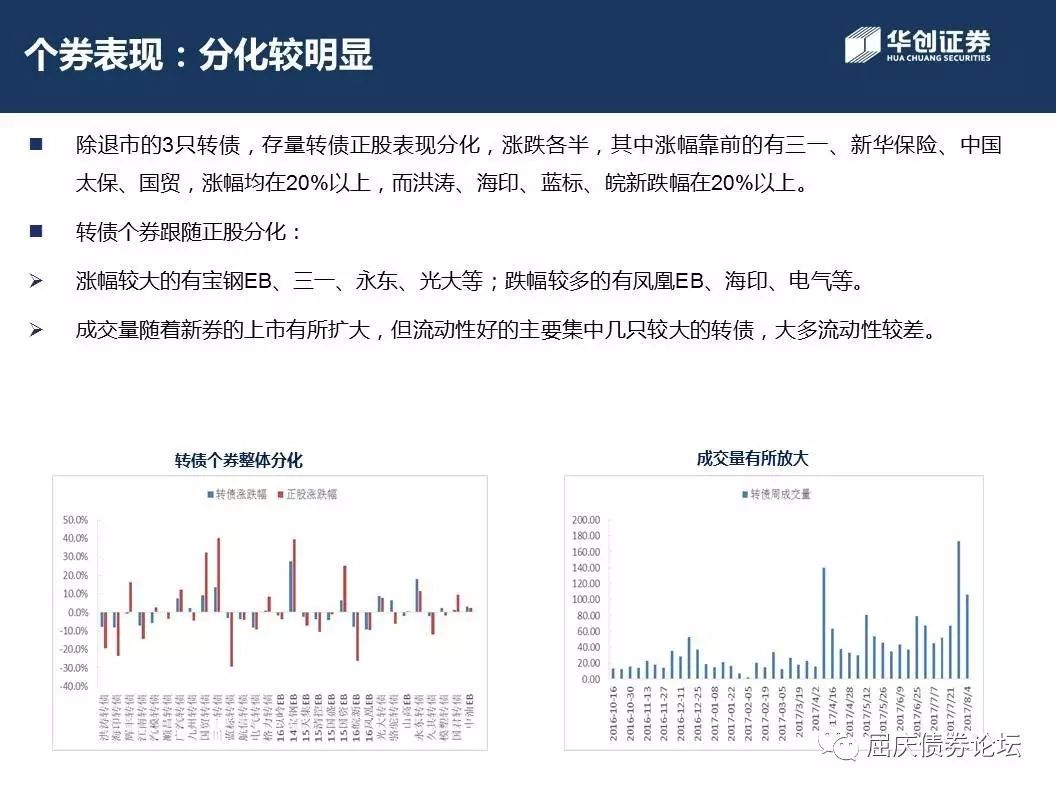 个券表现：分化较明显
华创证券
HUA CHUANG SECURITIES
除退市的3只转债，存量转债正股表现分化，涨跌各半，其中涨幅靠前的有三一、新华保险、中国
太保、国贸，涨幅均在20%以上，而洪涛、海印、蓝标、皖新跌幅在20%以上。
转债个券跟随正股分化：
涨幅较大的有宝钢EB、三一、永东、光大等；跌幅较多的有凤凰EB、海印、电气等。
成交量随着新券的上市有所扩大，但流动性好的主要集中几只较大的转债，大多流动性较差。
转债个券整体分化
转债涨跌幅 正股涨跌幅
50.0%
40.0%
30.0%
20.0%
10.0%
0.0%
-10.0%
-20.0%
-30.0%
-40.0%
洪涛转债
海印转债
辉丰转债
江南转债
汽模转债
顺昌转债
广汽转债
九州转债
国贸转债
三一转债
蓝标转债
航信转债
电气转债
格力转债
16以岭EB
14宝钢EB
15天集EB
15清控EB
15国盛EB
15国资EB
16皖新EB
16凤凰EB
光大转债
骆驼转债
山高EB
永东转债
久其转债
模塑转债
国君转债
中油EB
成交量有所放大
转债周成交量
200.00
180.00
160.00
140.00
120.00
100.00
80.00
60.00
40.00
20.00
0.00
2016-10-16
2016-10-30
2016-11-13
2016-11-27
2016-12-11
2016-12-25
2017-01-08
2017-01-22
2017-02-05
2017-02-19
2017-03-05
2017/3/19
2017/4/2
2017/4/16
2017/4/28
2017/5/12
2017/5/26
2017/6/9
2017/6/25
2017/7/7
2017/7/21
2017/8/4
屈庆债券论坛